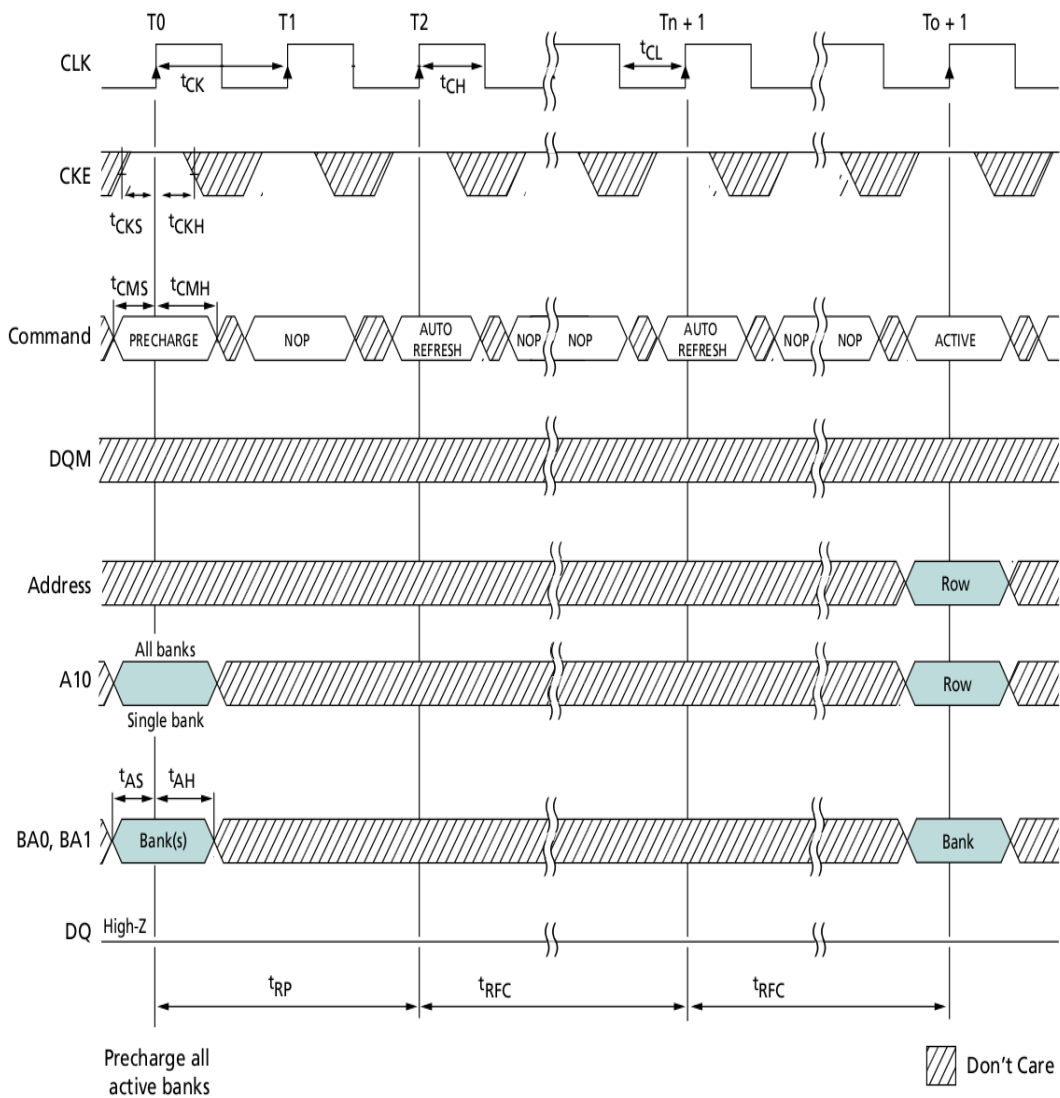 T0 T1 T2 Tn + 1 To + 1
CLK
tCK tCH tCL
CKE
tCKS tCKH
tCMS tCMH
Command PRECHARGE NOP AUTO REFRESH NOP NOP AUTO REFRESH NOP NOP ACTIVE
DQM
Address Row
All banks
A10 Row
Single bank
tAS tAH
BA0, BA1 Bank(s) Bank
DQ High-Z
tRP tRFC tRFC
Precharge all
active banks
Don't Care